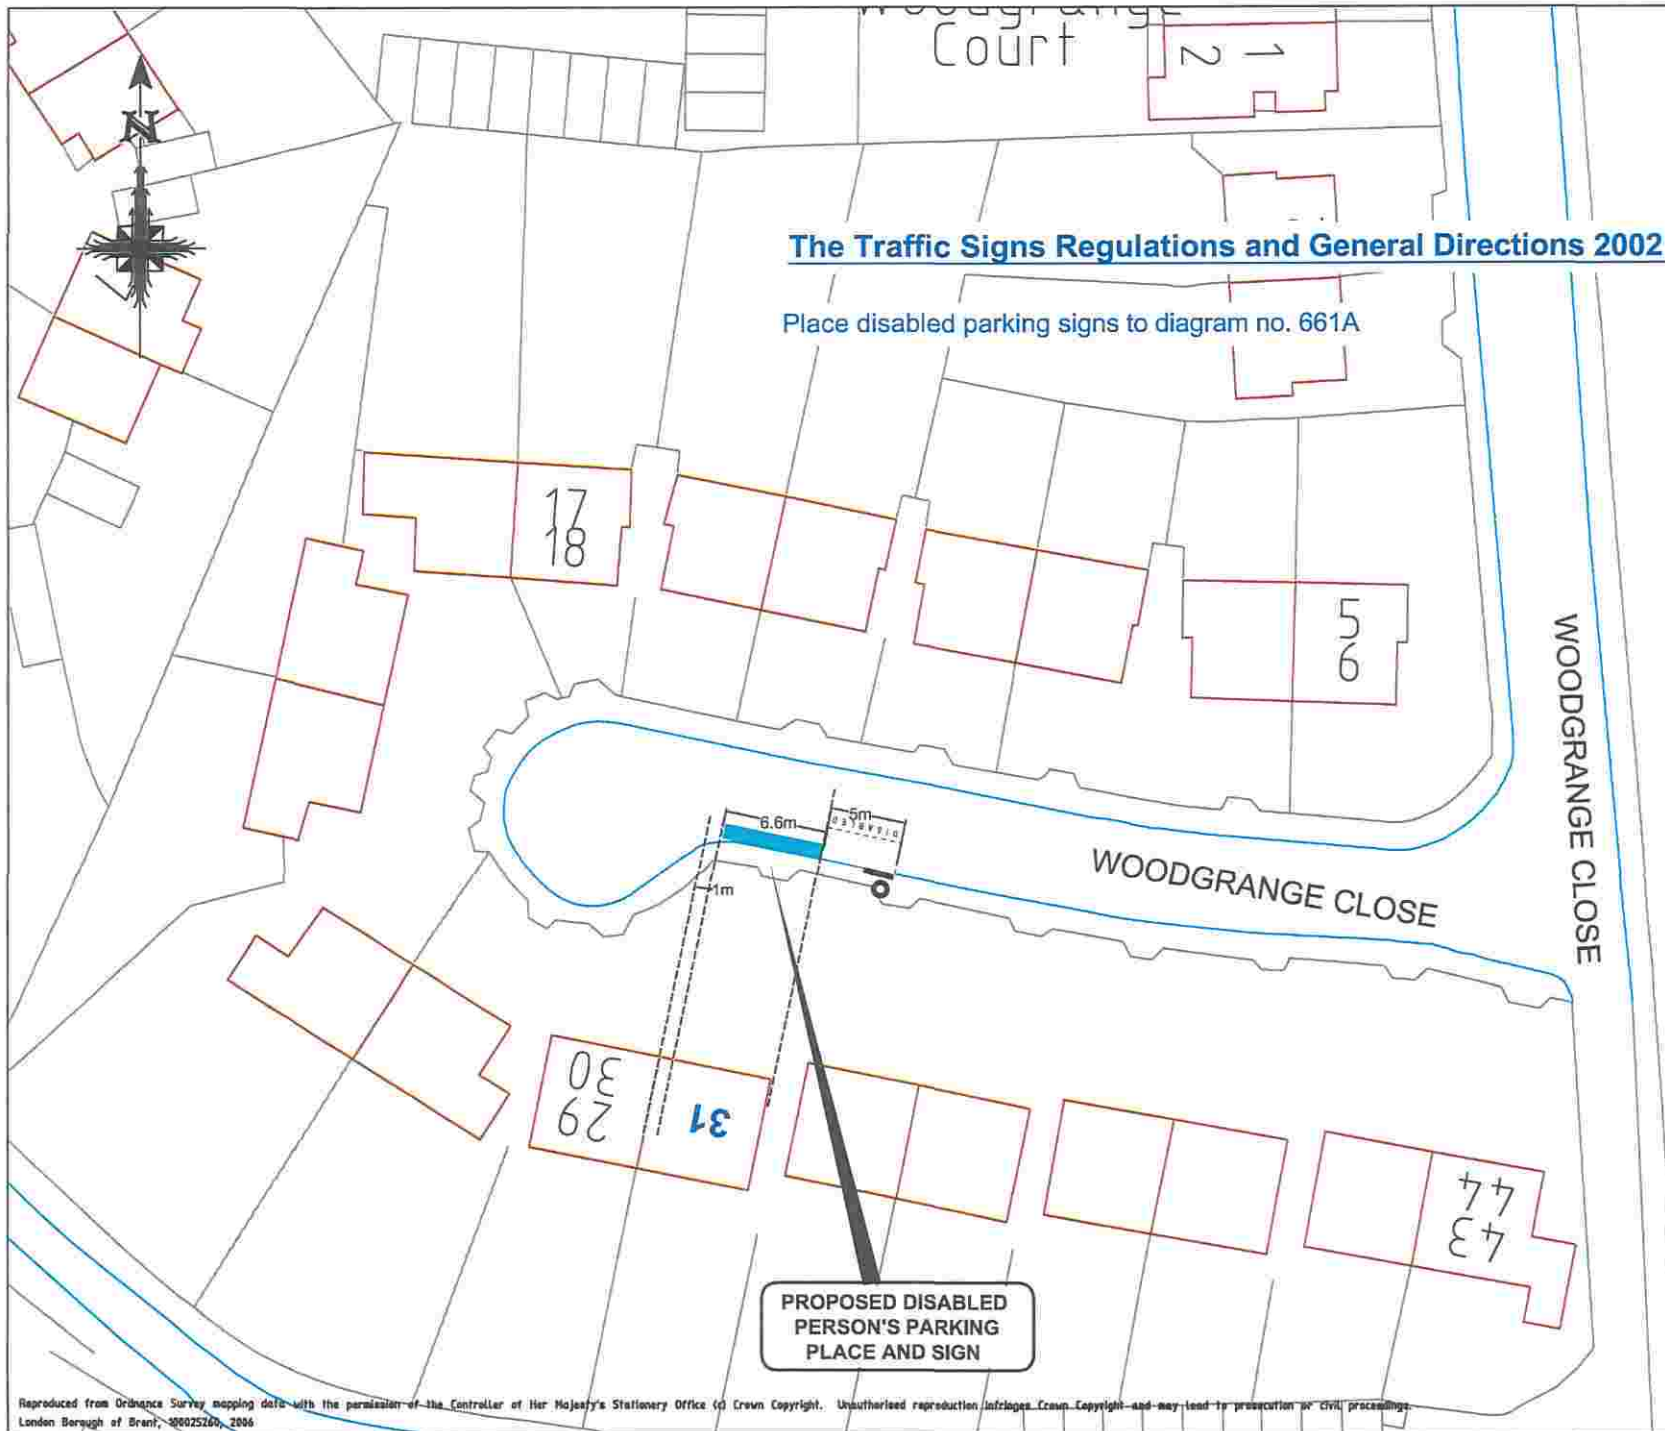 Court
2 1
N
The Traffic Signs Regulations and General Directions 2002
Place disabled parking signs to diagram no. 661A
17
18
5
6
WOODGRANGE CLOSE
6.6m
5m
DISABLED
1m
WOODGRANGE CLOSE
30
29
31
44
43
PROPOSED DISABLED
PERSON'S PARKING
PLACE AND SIGN
Reproduced from Ordnance Survey mapping data with the permission of the Controller of Her Majesty's Stationery Office (c) Crown Copyright. Unauthorised reproduction infringes Crown Copyright and may lead to prosecution or civil proceedings.
London Borough of Brent, 100025260, 2006